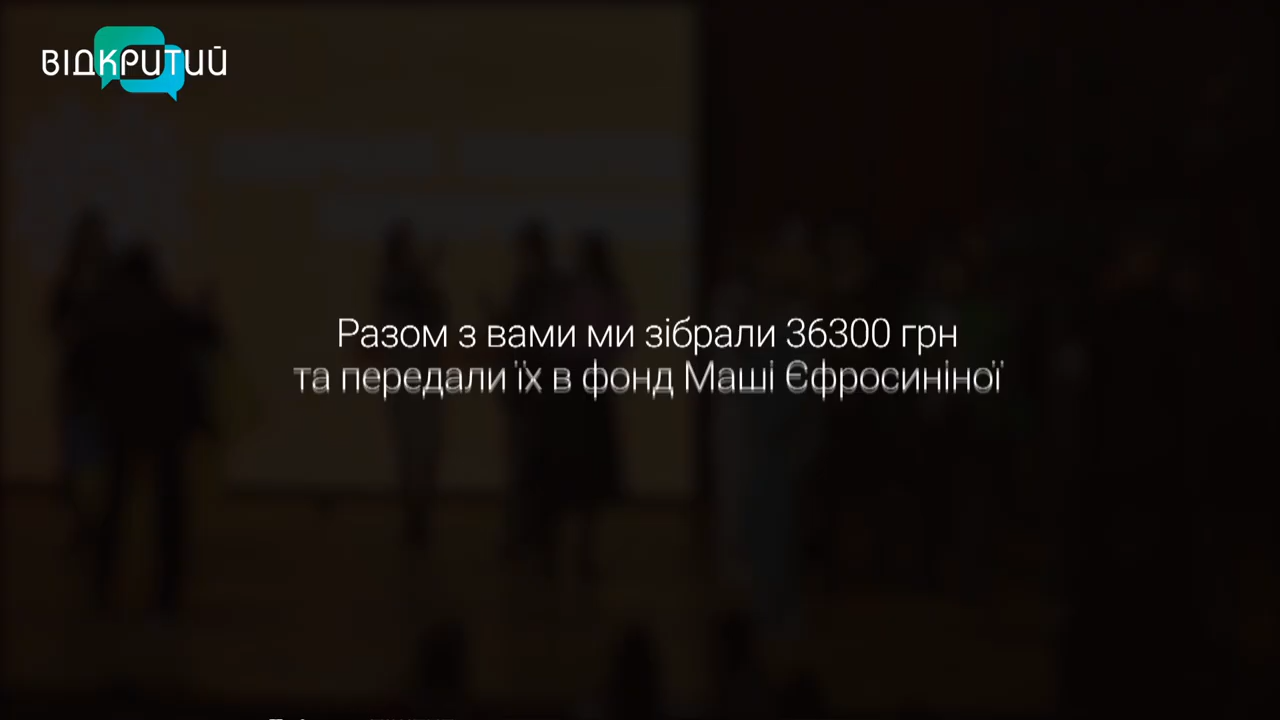 ВІДКРИТИЙ
Разом з вами ми зібрали 36300 грн
та передали їх в фонд Маші Єфросиніної